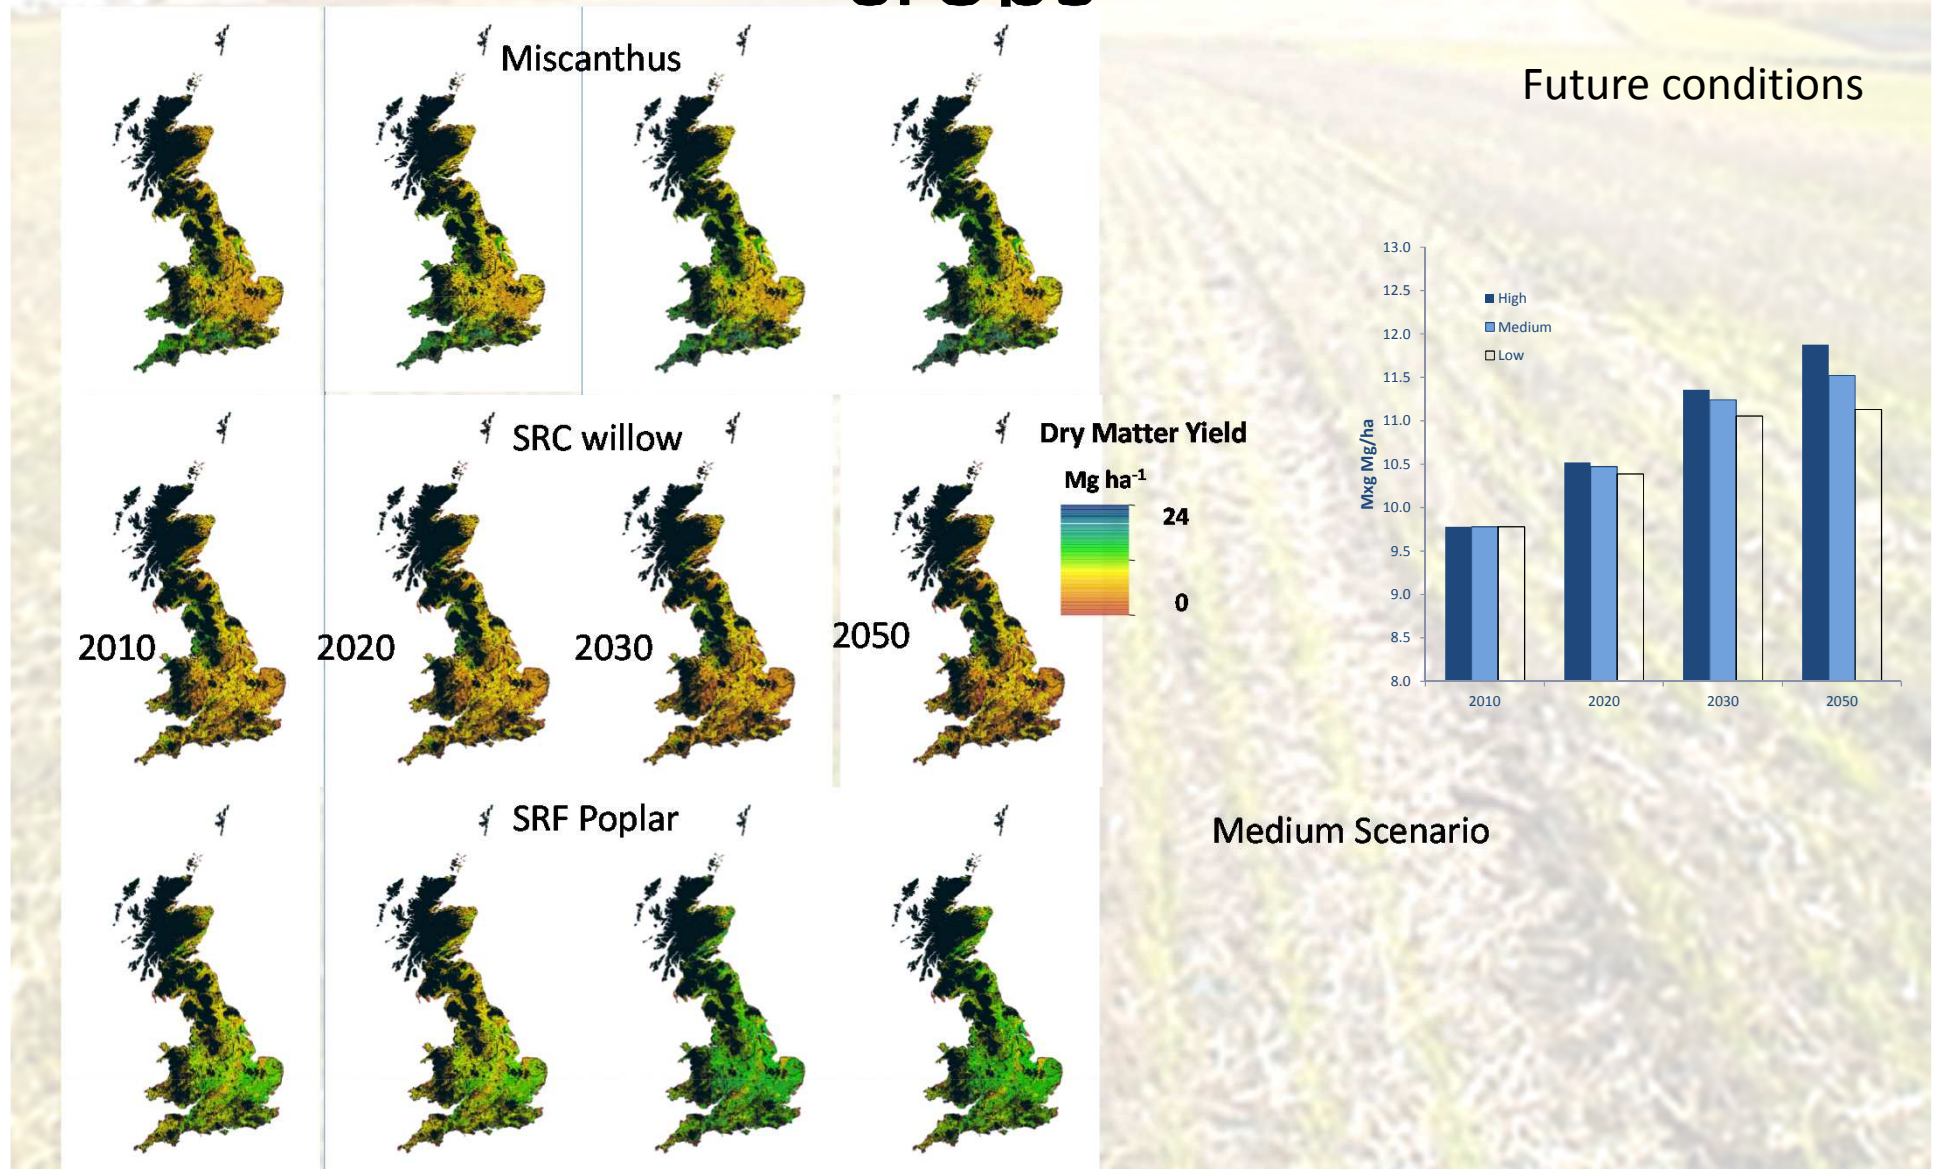 Miscanthus
Future conditions
SRC willow
2010
2020
2030
2050
Dry Matter Yield
Mg ha⁻¹
24
0
SRF Poplar
Medium Scenario
13.0
12.5
12.0
11.5
11.0
10.5
10.0
9.5
9.0
8.5
8.0
Mxg Mg/ha
High
Medium
Low
2010
2020
2030
2050